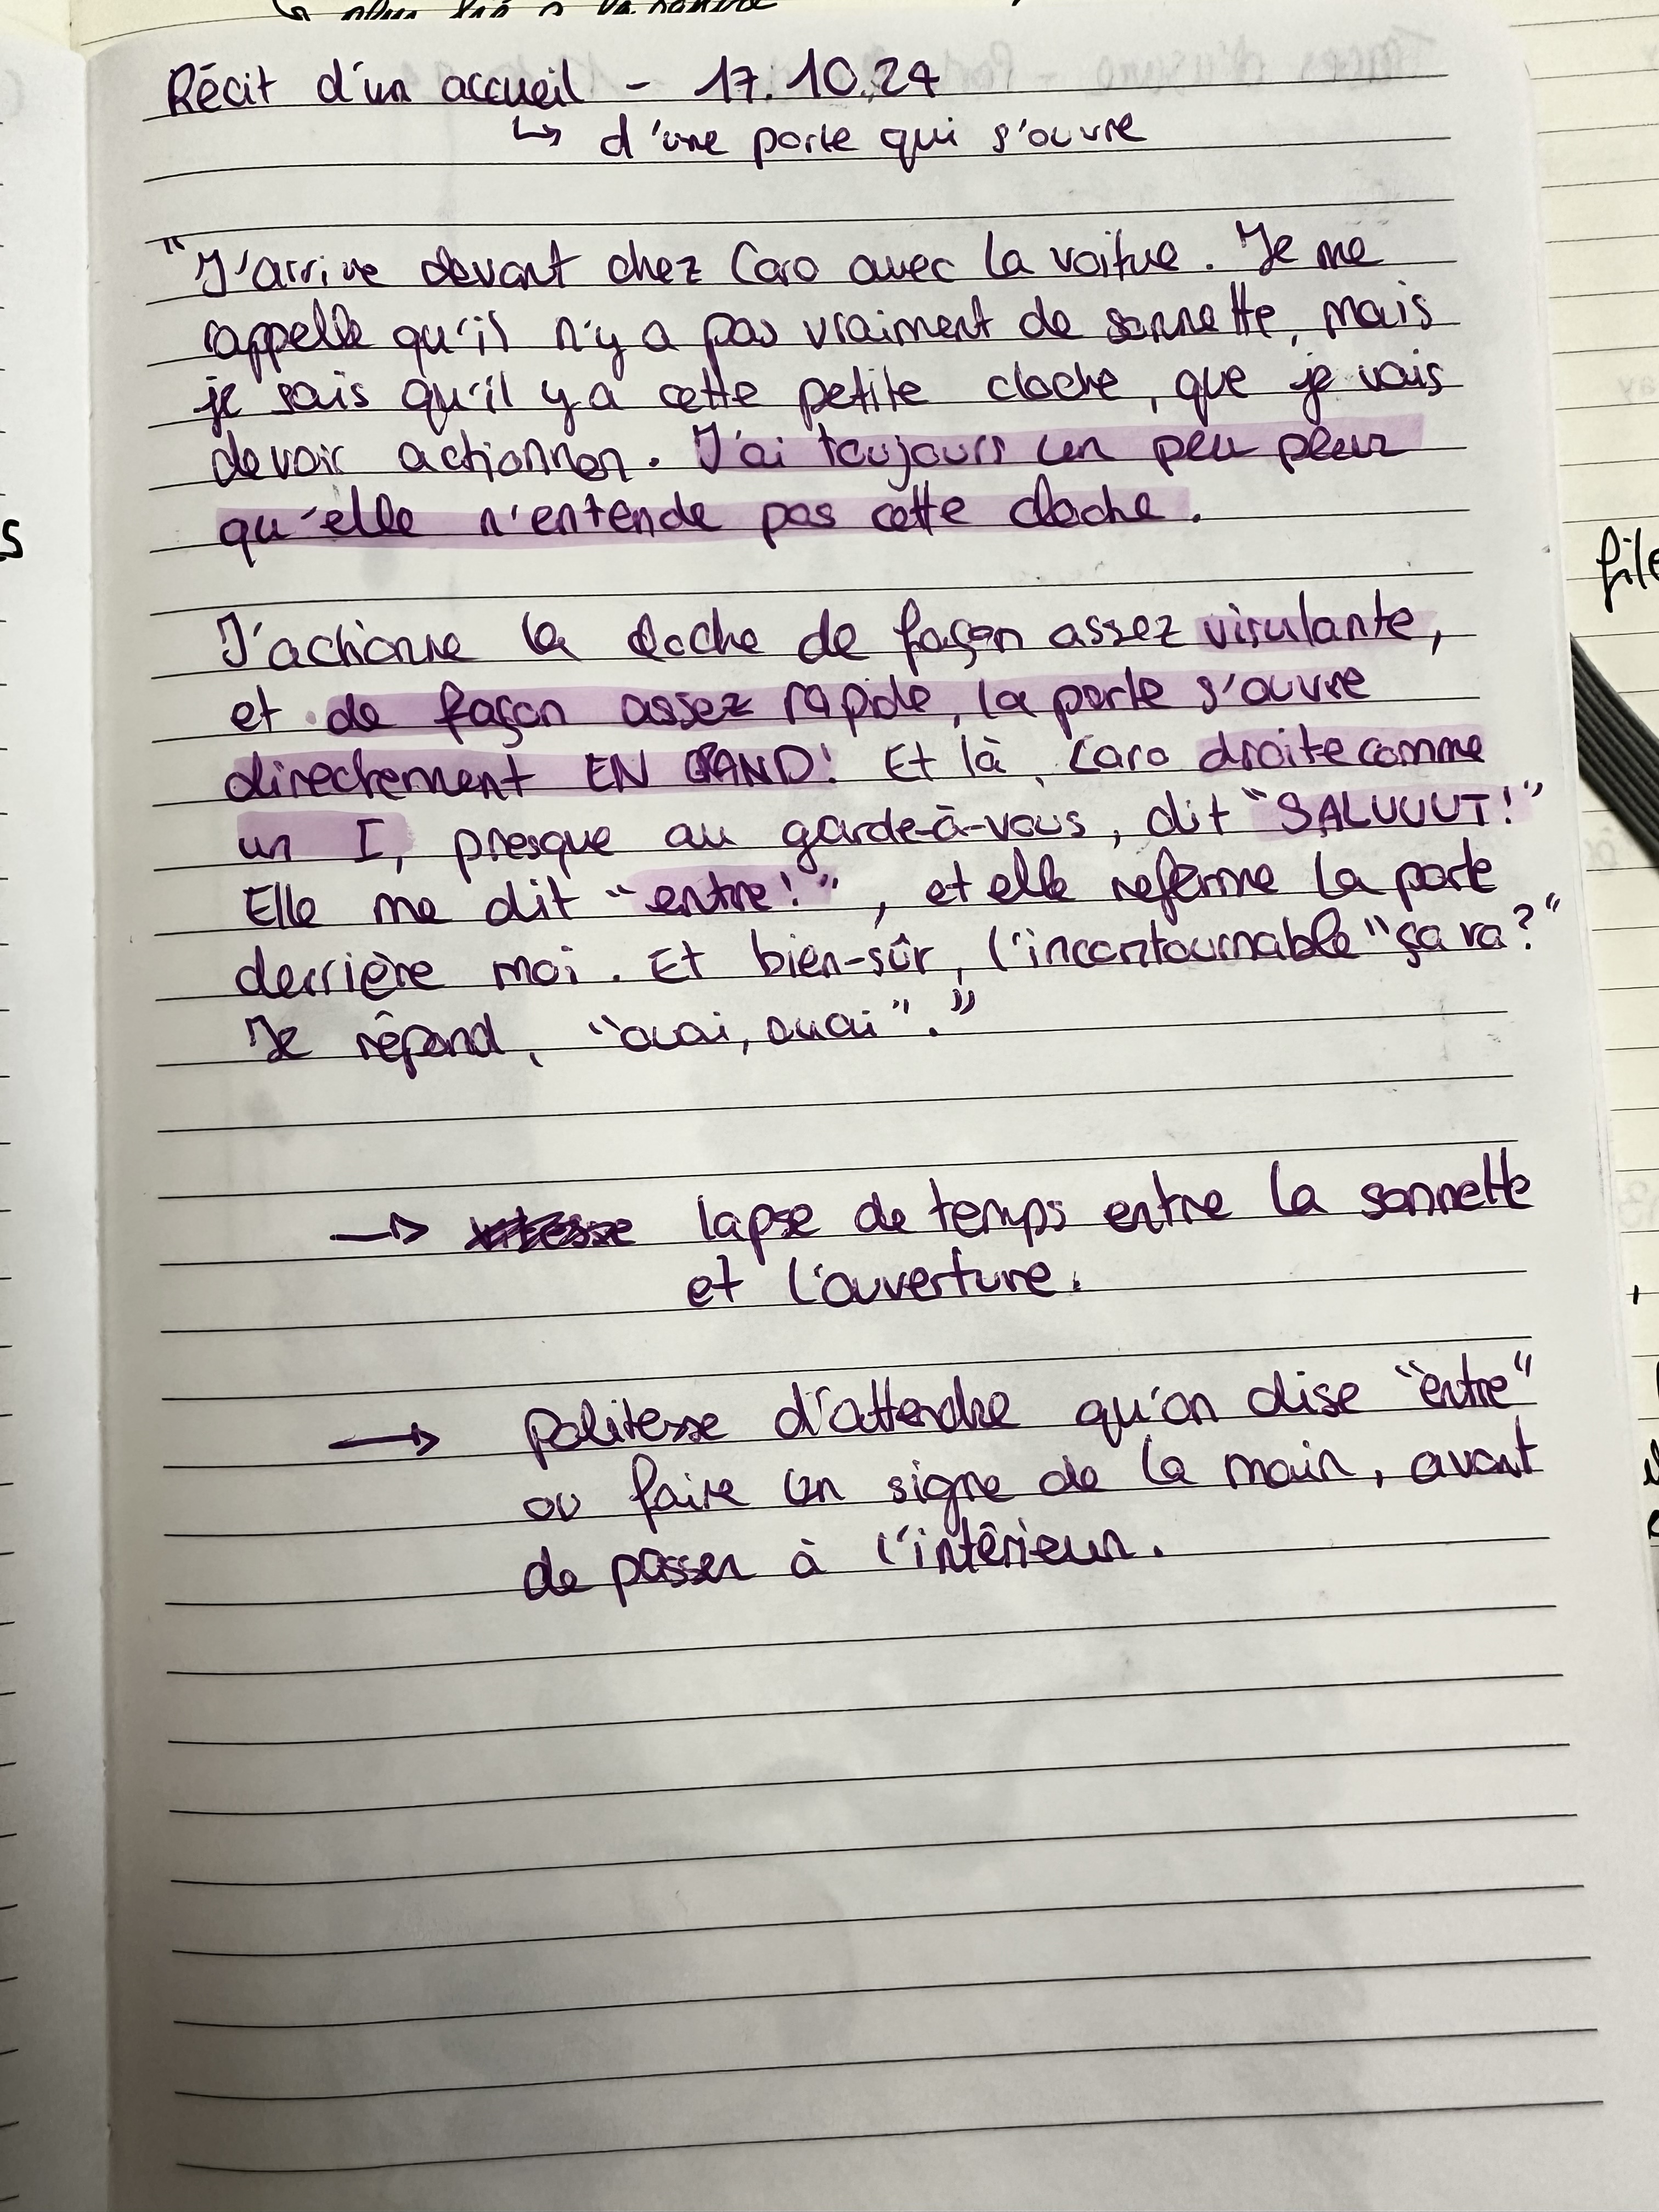 Récit d'un accueil – 17.10.24
↳ d'une porte qui s'ouvre
"J'arrive devant chez Caro avec la voiture. Je me
rappelle qu'il n'y a pas vraiment de sonnette, mais
je sais qu'il y a cette petite cloche, que je vais
devoir actionner. J'ai toujours un peu peur
qu'elle n'entende pas cette cloche.
J'actionne la cloche de façon assez virulante,
et de façon assez rapide, la porte s'ouvre
directement EN GRAND! Et là, Caro droite comme
un I, presque au garde-à-vous, dit "SALUUUT!"
Elle me dit "entre!", et elle referme la porte
derrière moi. Et bien-sûr, l'incontournable "ça va?"
Je répond, "ouai, ouai"."
→ lapse de temps entre la sonnette
et l'ouverture.
→ politesse d'attendre qu'on dise "entre"
ou faire un signe de la main, avant
de passer à l'intérieur.